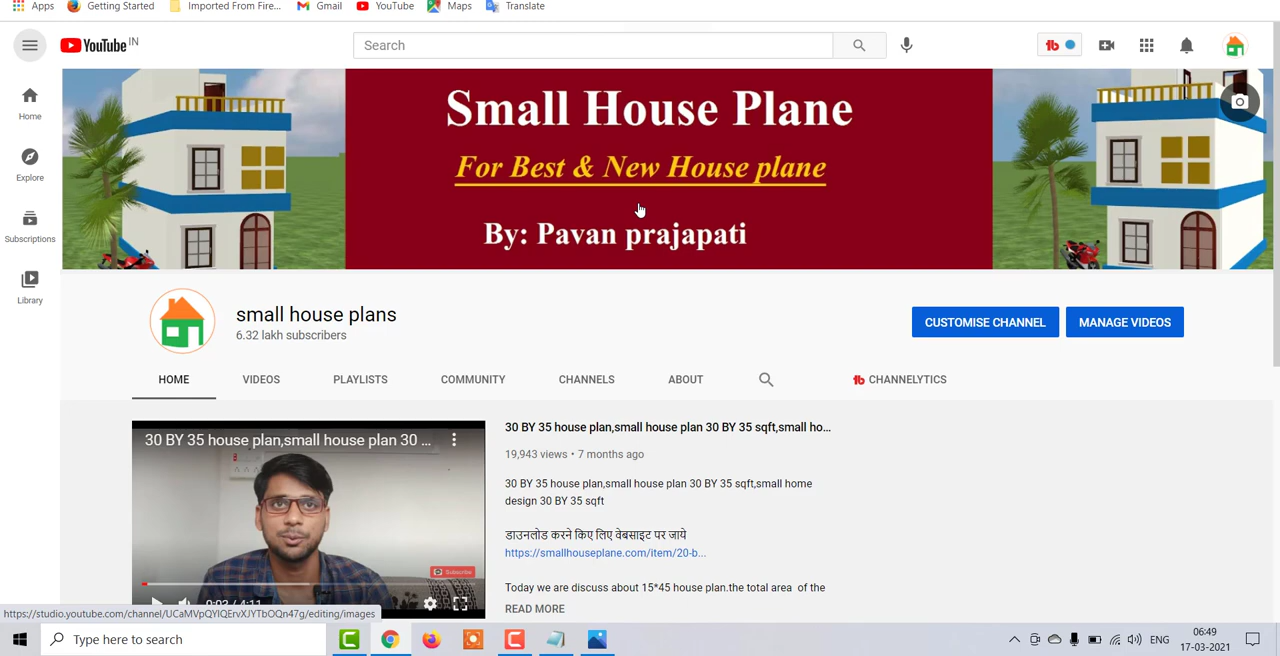 Apps Getting Started Imported From Fire... Gmail YouTube Maps Translate
YouTube IN Search
Small House Plane
For Best & New House plane
By: Pavan prajapati
Home
Explore
Subscriptions
Library
small house plans
6.32 lakh subscribers
CUSTOMISE CHANNEL MANAGE VIDEOS
HOME VIDEOS PLAYLISTS COMMUNITY CHANNELS ABOUT CHANNELYTICS
30 BY 35 house plan,small house plan 30 ...
Subscribe
0:03 / 4:11
30 BY 35 house plan,small house plan 30 BY 35 sqft,small ho...
19,943 views • 7 months ago
30 BY 35 house plan,small house plan 30 BY 35 sqft,small home
design 30 BY 35 sqft
डाउनलोड करने किए लिए वेबसाइट पर जाये
https://smallhouseplane.com/item/20-b...
Today we are discuss about 15*45 house plan.the total area of the
READ MORE
https://studio.youtube.com/channel/UCaMVpQYlQErvXJYTbOQn47g/editing/images
Type here to search
ENG
06:49
17-03-2021